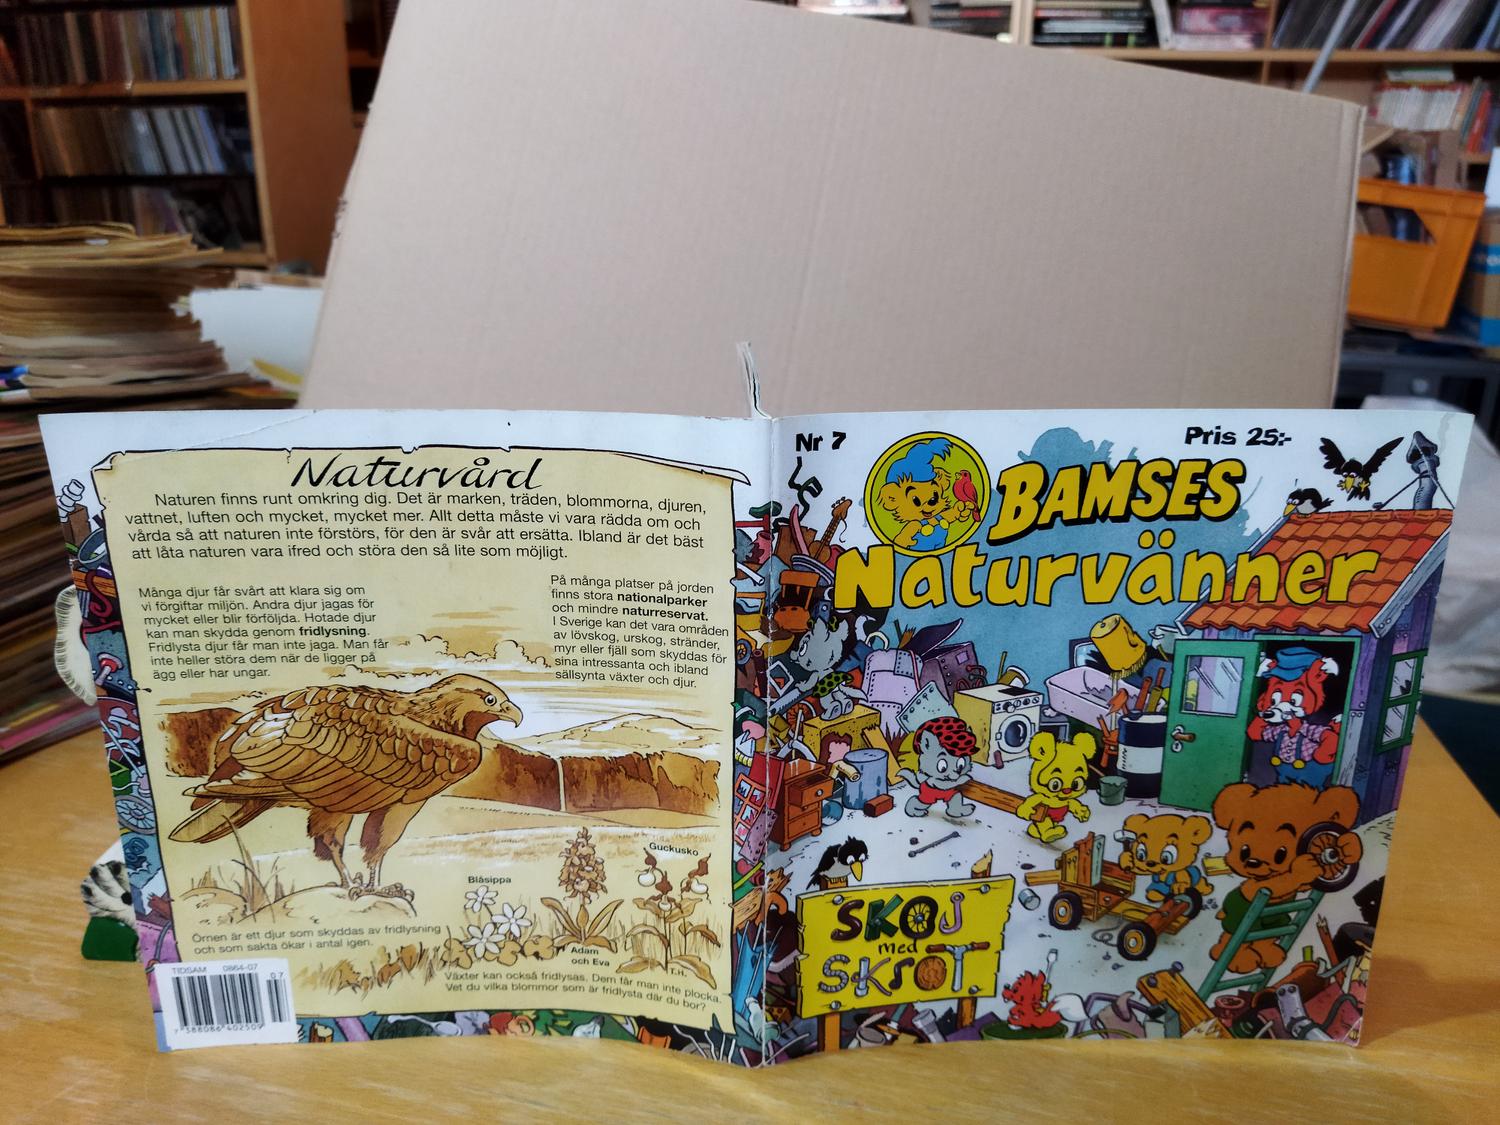 Naturvård
Naturen finns runt omkring dig. Det är marken, träden, blommorna, djuren,
vattnet, luften och mycket, mycket mer. Allt detta måste vi vara rädda om och
vårda så att naturen inte förstörs, för den är svår att ersätta. Ibland är det bäst
att låta naturen vara ifred och störa den så lite som möjligt.
Många djur får svårt att klara sig om
vi förgiftar miljön. Andra djur jagas för
mycket eller blir förföljda. Hotade djur
kan man skydda genom fridlysning.
Fridlysta djur får man inte jaga. Man får
inte heller störa dem när de ligger på
ägg eller har ungar.
På många platser på jorden
finns stora nationalparker
och mindre naturreservat.
I Sverige kan det vara områden
av lövskog, urskog, stränder,
myr eller fjäll som skyddas för
sina intressanta och ibland
sällsynta växter och djur.
Guckusko
Blåsippa
Adam
och Eva
T.H.
Örnen är ett djur som skyddas av fridlysning
och som sakta ökar i antal igen.
Växter kan också fridlysas. Dem får man inte plocka.
Vet du vilka blommor som är fridlysta där du bor?
TIDSAM 0864-07
07
7 388086 402509
Nr 7
Pris 25:-
BAMSES
Naturvänner
SKOJ
med
SKROT